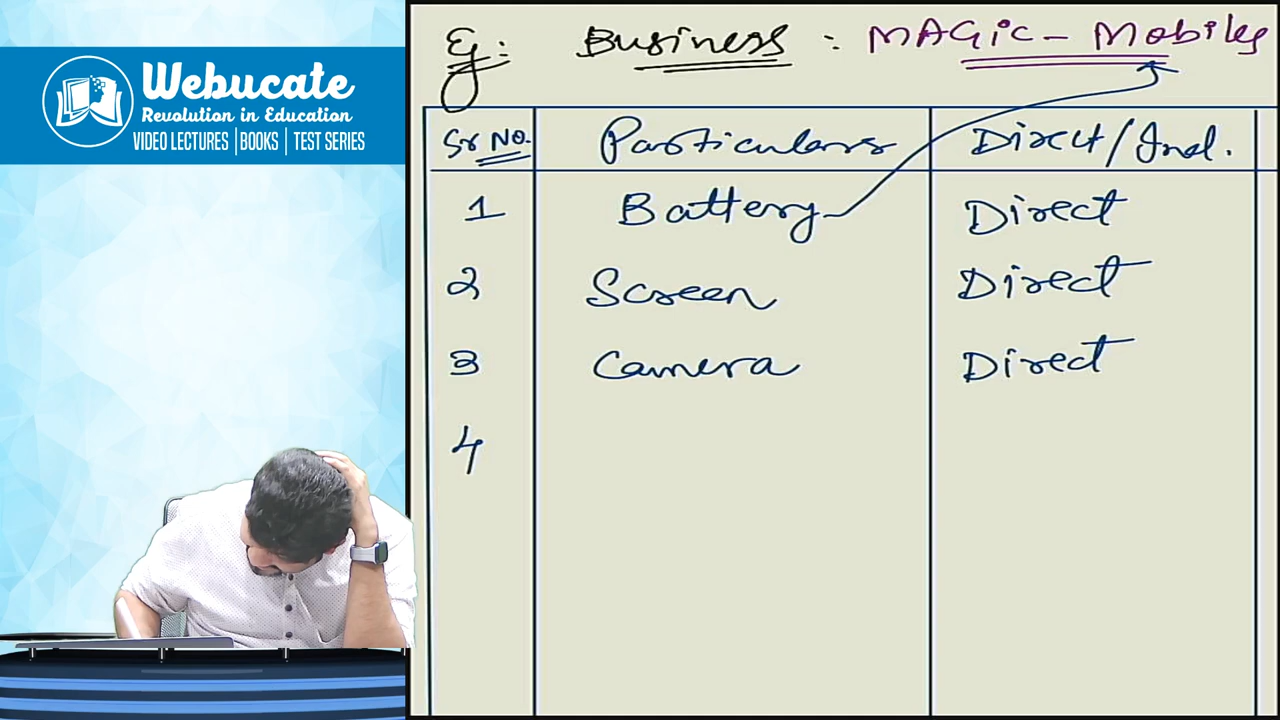 Webucate
Revolution in Education
VIDEO LECTURES | BOOKS | TEST SERIES
Eg: Business : MAGic - Mobiles
Sr No. Particulars Direct/Ind.
1 Battery Direct
2 Screen Direct
3 Camera Direct
4